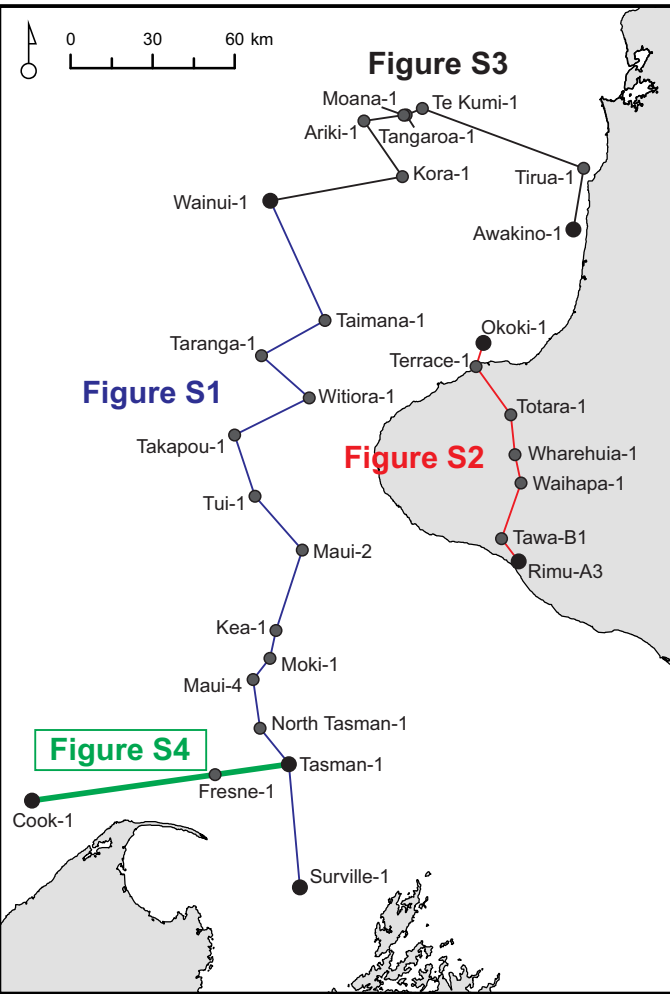 0 30 60 km
Figure S3
Moana-1
Te Kumi-1
Ariki-1
Tangaroa-1
Kora-1
Tirua-1
Wainui-1
Awakino-1
Taimana-1
Okoki-1
Taranga-1
Terrace-1
Figure S1
Witiora-1
Totara-1
Takapou-1
Figure S2
Wharehuia-1
Waihapa-1
Tui-1
Tawa-B1
Maui-2
Rimu-A3
Kea-1
Moki-1
Maui-4
North Tasman-1
Figure S4
Tasman-1
Fresne-1
Cook-1
Surville-1